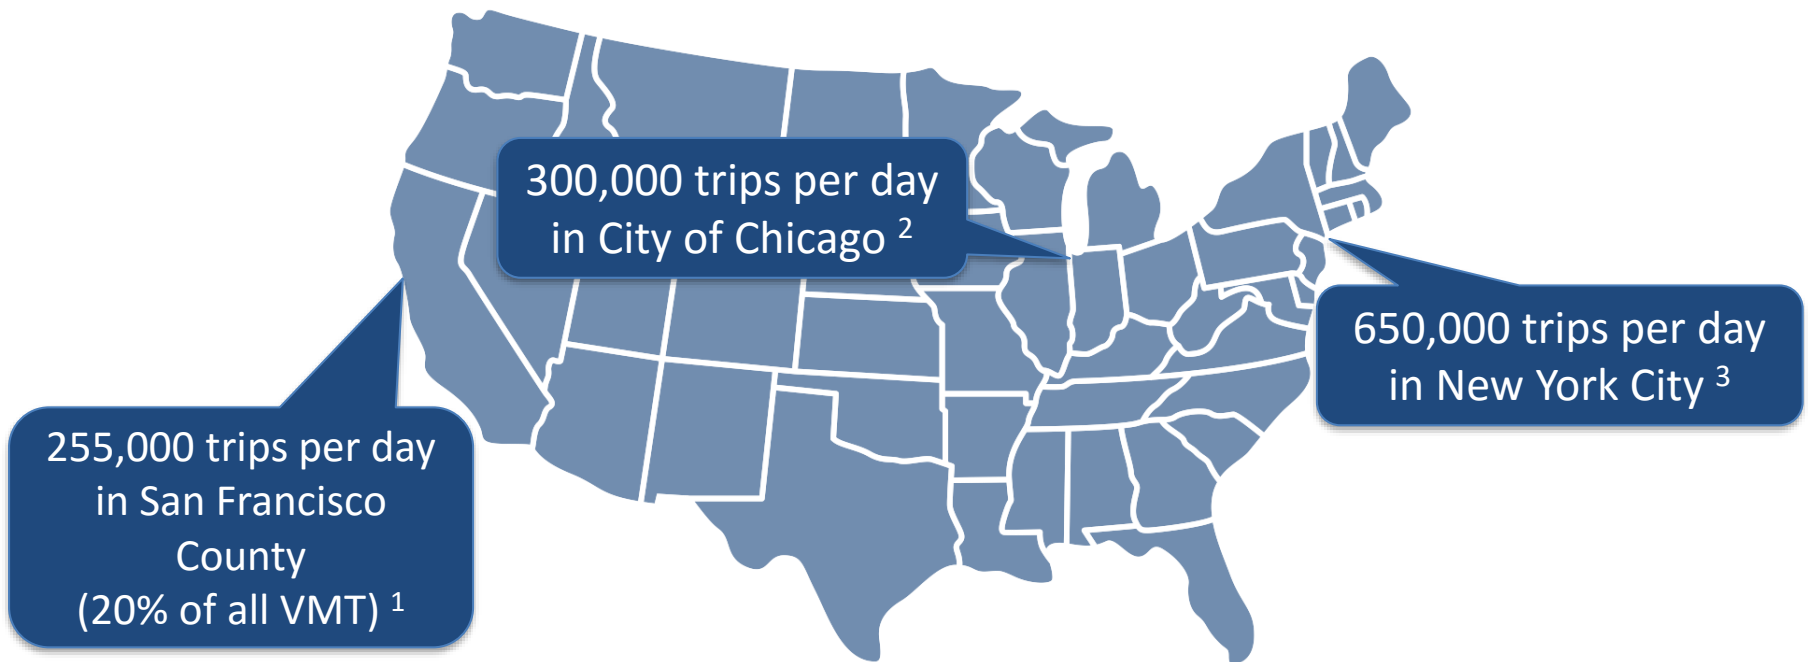 300,000 trips per day
in City of Chicago ²
650,000 trips per day
in New York City ³
255,000 trips per day
in San Francisco
County
(20% of all VMT) ¹